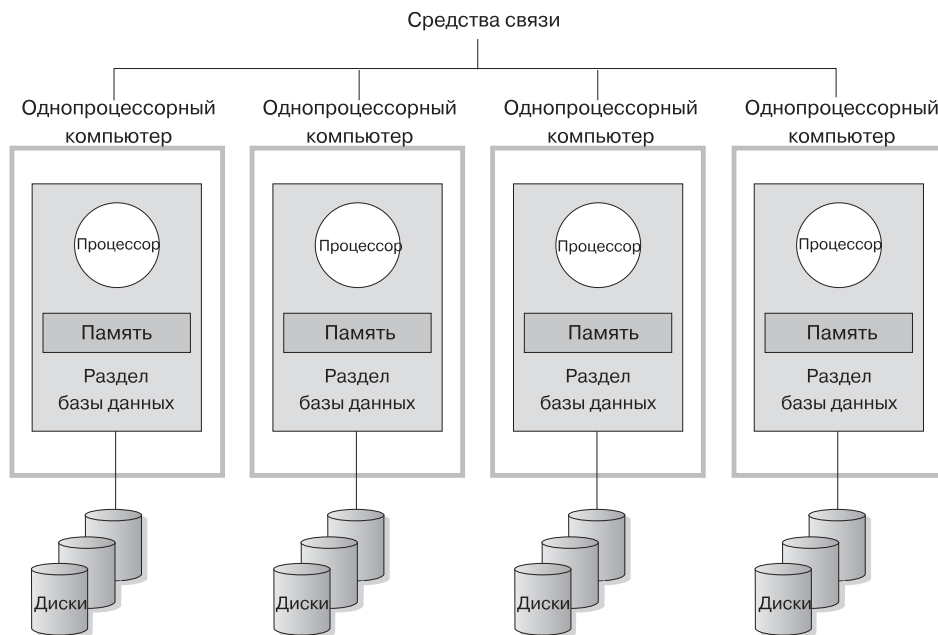 Средства связи
Однопроцессорный
компьютер
Однопроцессорный
компьютер
Однопроцессорный
компьютер
Однопроцессорный
компьютер
Процессор
Процессор
Процессор
Процессор
Память
Память
Память
Память
Раздел
базы данных
Раздел
базы данных
Раздел
базы данных
Раздел
базы данных
Диски
Диски
Диски
Диски